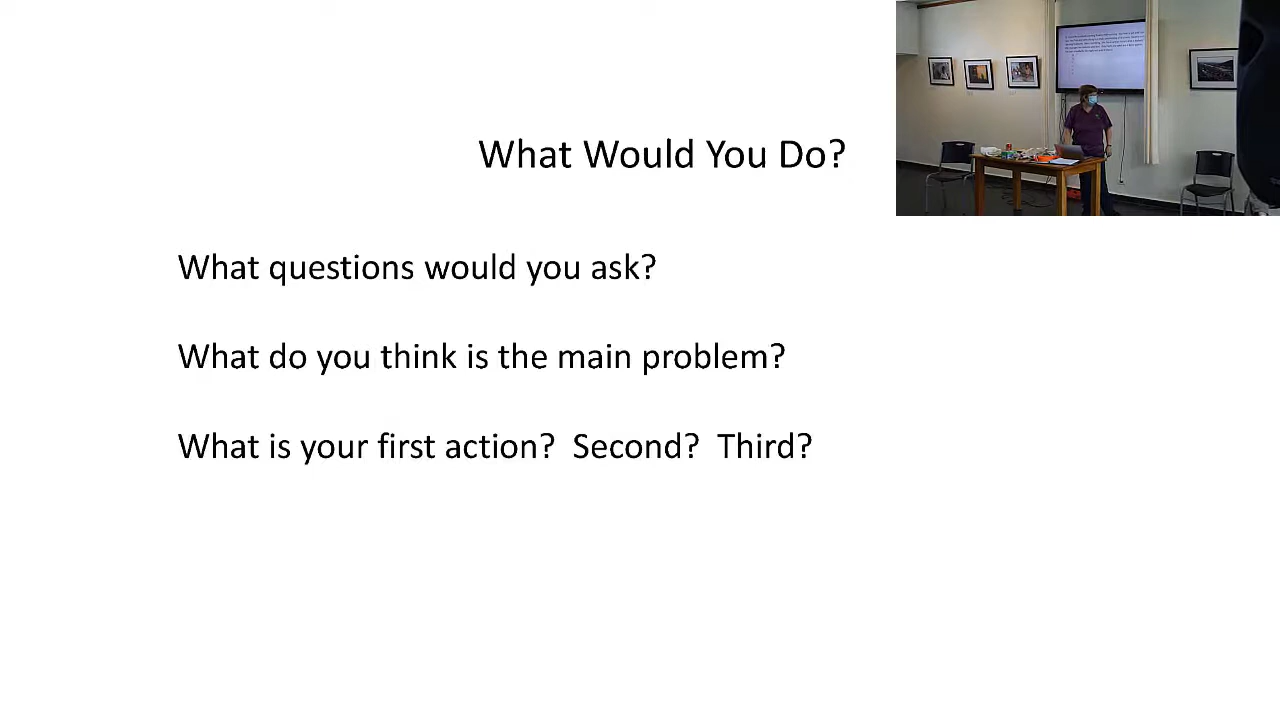 What Would You Do?
What questions would you ask?
What do you think is the main problem?
What is your first action?  Second?  Third?